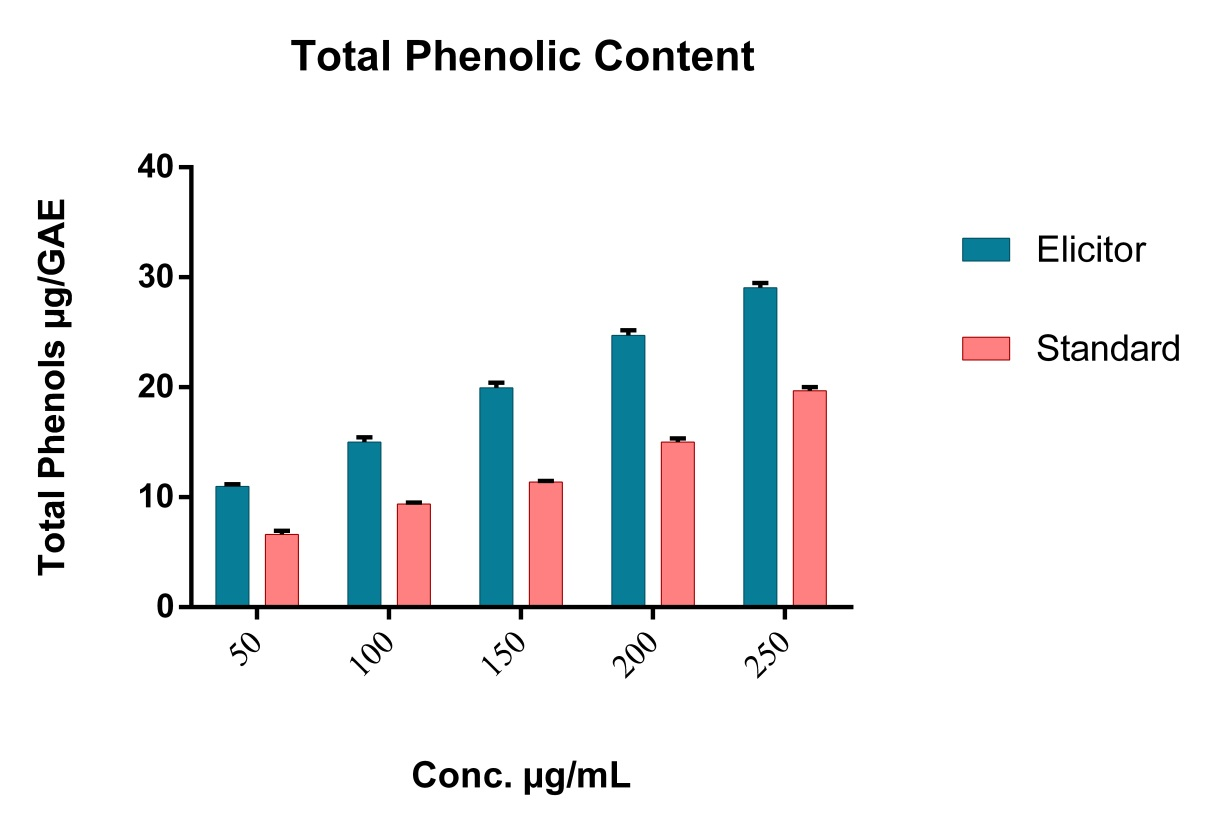 Total Phenolic Content
Total Phenols µg/GAE
40
30
20
10
0
50
100
150
200
250
Conc. µg/mL
Elicitor
Standard